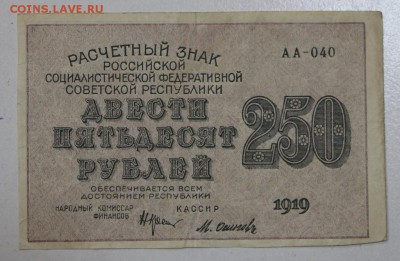 COINS.LAVE.RU
РАСЧЕТНЫЙ ЗНАК
РОССИЙСКОЙ
СОЦИАЛИСТИЧЕСКОЙ ФЕДЕРАТИВНОЙ
СОВЕТСКОЙ РЕСПУБЛИКИ
АА-040
ДВЕСТИ
ПЯТЬДЕСЯТ
РУБЛЕЙ
250
ОБЕСПЕЧИВАЕТСЯ ВСЕМ
ДОСТОЯНИЕМ РЕСПУБЛИКИ
НАРОДНЫЙ КОМИССАР
ФИНАНСОВ
КАССИР
1919